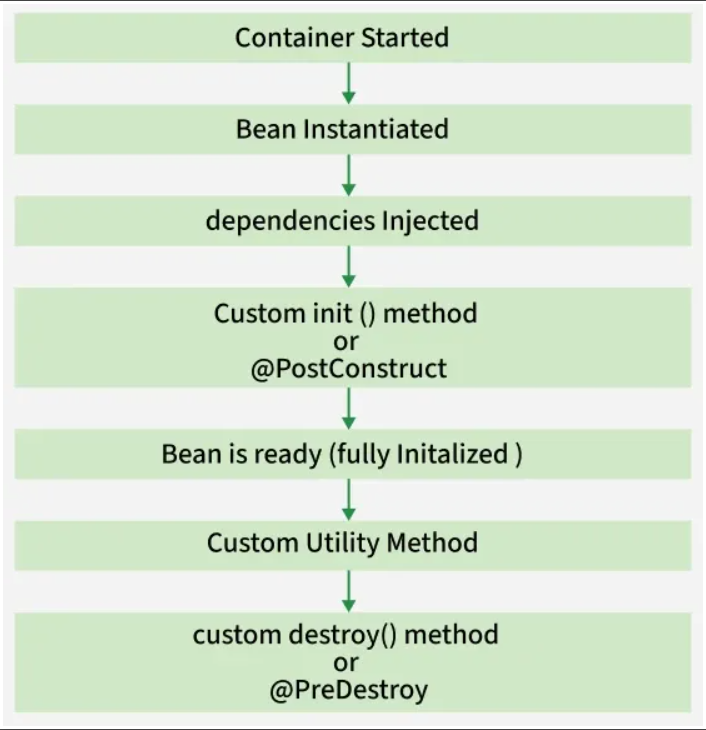 Container Started
Bean Instantiated
dependencies Injected
Custom init () method
or
@PostConstruct
Bean is ready (fully Initalized )
Custom Utility Method
custom destroy() method
or
@PreDestroy